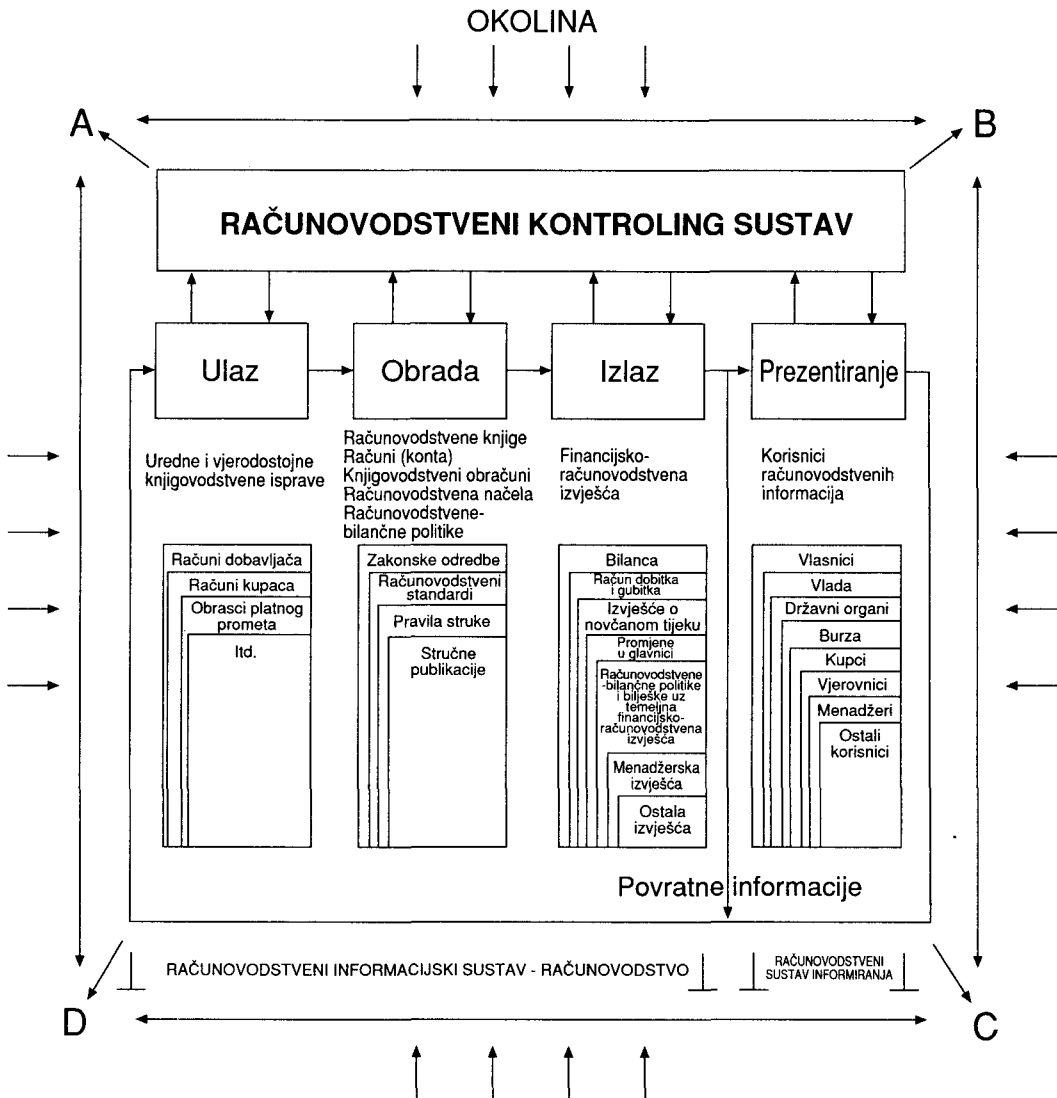 OKOLINA
A
B
RAČUNOVODSTVENI KONTROLING SUSTAV
Ulaz
Obrada
Izlaz
Prezentiranje
Uredne i vjerodostojne
knjigovodstvene isprave
Računovodstvene knjige
Računi (konta)
Knjigovodstveni obračuni
Računovodstvena načela
Računovodstvene-
bilančne politike
Financijsko-
računovodstvena
izvješća
Korisnici
računovodstvenih
informacija
Računi dobavljača
Računi kupaca
Obrasci platnog
prometa
Itd.
Zakonske odredbe
Računovodstveni
standardi
Pravila struke
Stručne
publikacije
Bilanca
Račun dobitka
i gubitka
Izvješće o
novčanom tijeku
Promjene
u glavnici
Računovodstvene
-bilančne politike
i bilješke uz
temeljna
financijsko-
računovodstvena
izvješća
Menadžerska
izvješća
Ostala
izvješća
Vlasnici
Vlada
Državni organi
Burza
Kupci
Vjerovnici
Menadžeri
Ostali
korisnici
Povratne informacije
RAČUNOVODSTVENI INFORMACIJSKI SUSTAV - RAČUNOVODSTVO
RAČUNOVODSTVENI
SUSTAV INFORMIRANJA
D
C